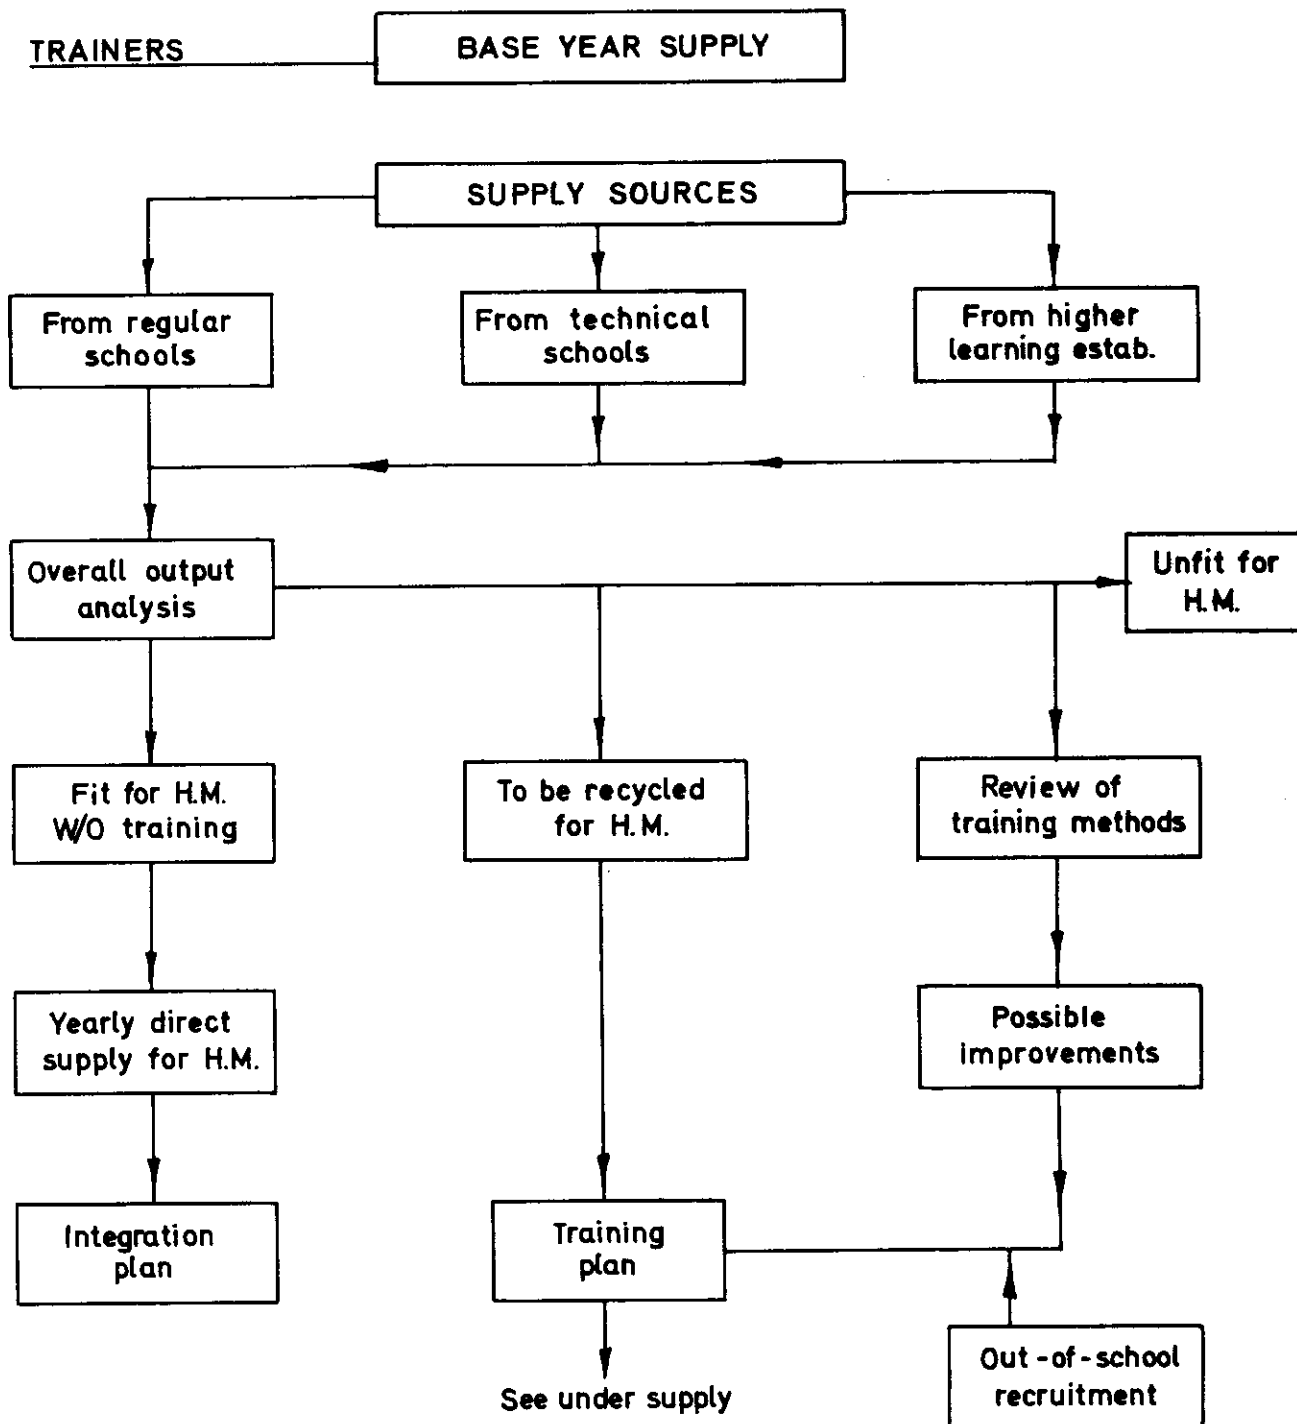 TRAINERS
BASE YEAR SUPPLY
SUPPLY SOURCES
From regular
schools
From technical
schools
From higher
learning estab.
Overall output
analysis
Unfit for
H.M.
Fit for H.M.
W/O training
To be recycled
for H.M.
Review of
training methods
Yearly direct
supply for H.M.
Possible
improvements
Integration
plan
Training
plan
Out-of-school
recruitment
See under supply